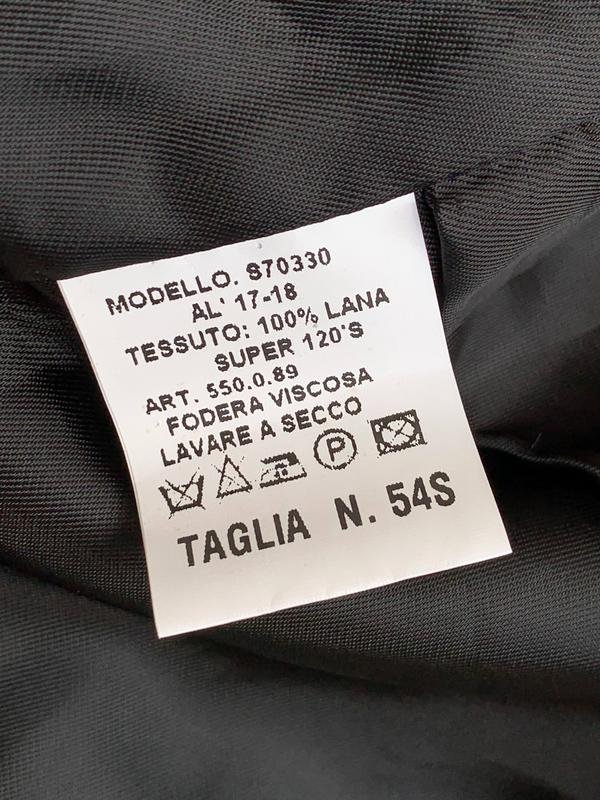 MODELLO. S70330
AL' 17-18
TESSUTO: 100% LANA
SUPER 120'S
ART. 550.0.89
FODERA VISCOSA
LAVARE A SECCO
P
TAGLIA N. 54S